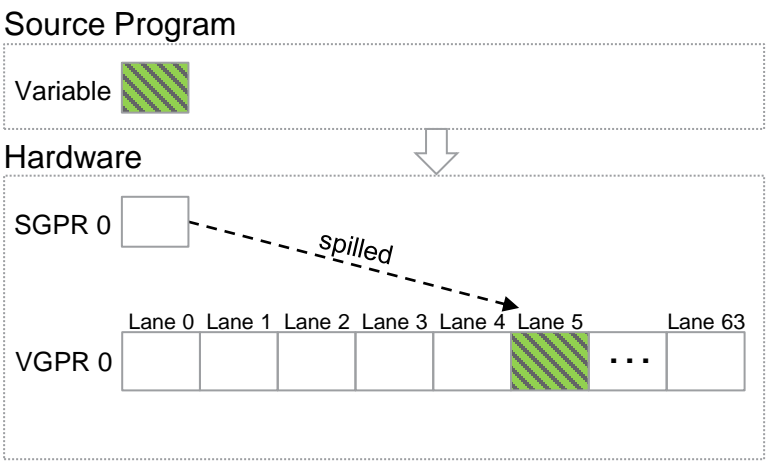 Source Program
Variable
Hardware
SGPR 0
spilled
Lane 0 Lane 1 Lane 2 Lane 3 Lane 4 Lane 5 Lane 63
VGPR 0 ...